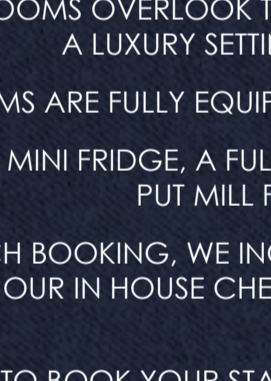 OOMS OVERLOOK T
A LUXURY SETTI
MS ARE FULLY EQUIP
MINI FRIDGE, A FUL
PUT MILL F
CH BOOKING, WE IN
OUR IN HOUSE CHE
TO BOOK YOUR STA